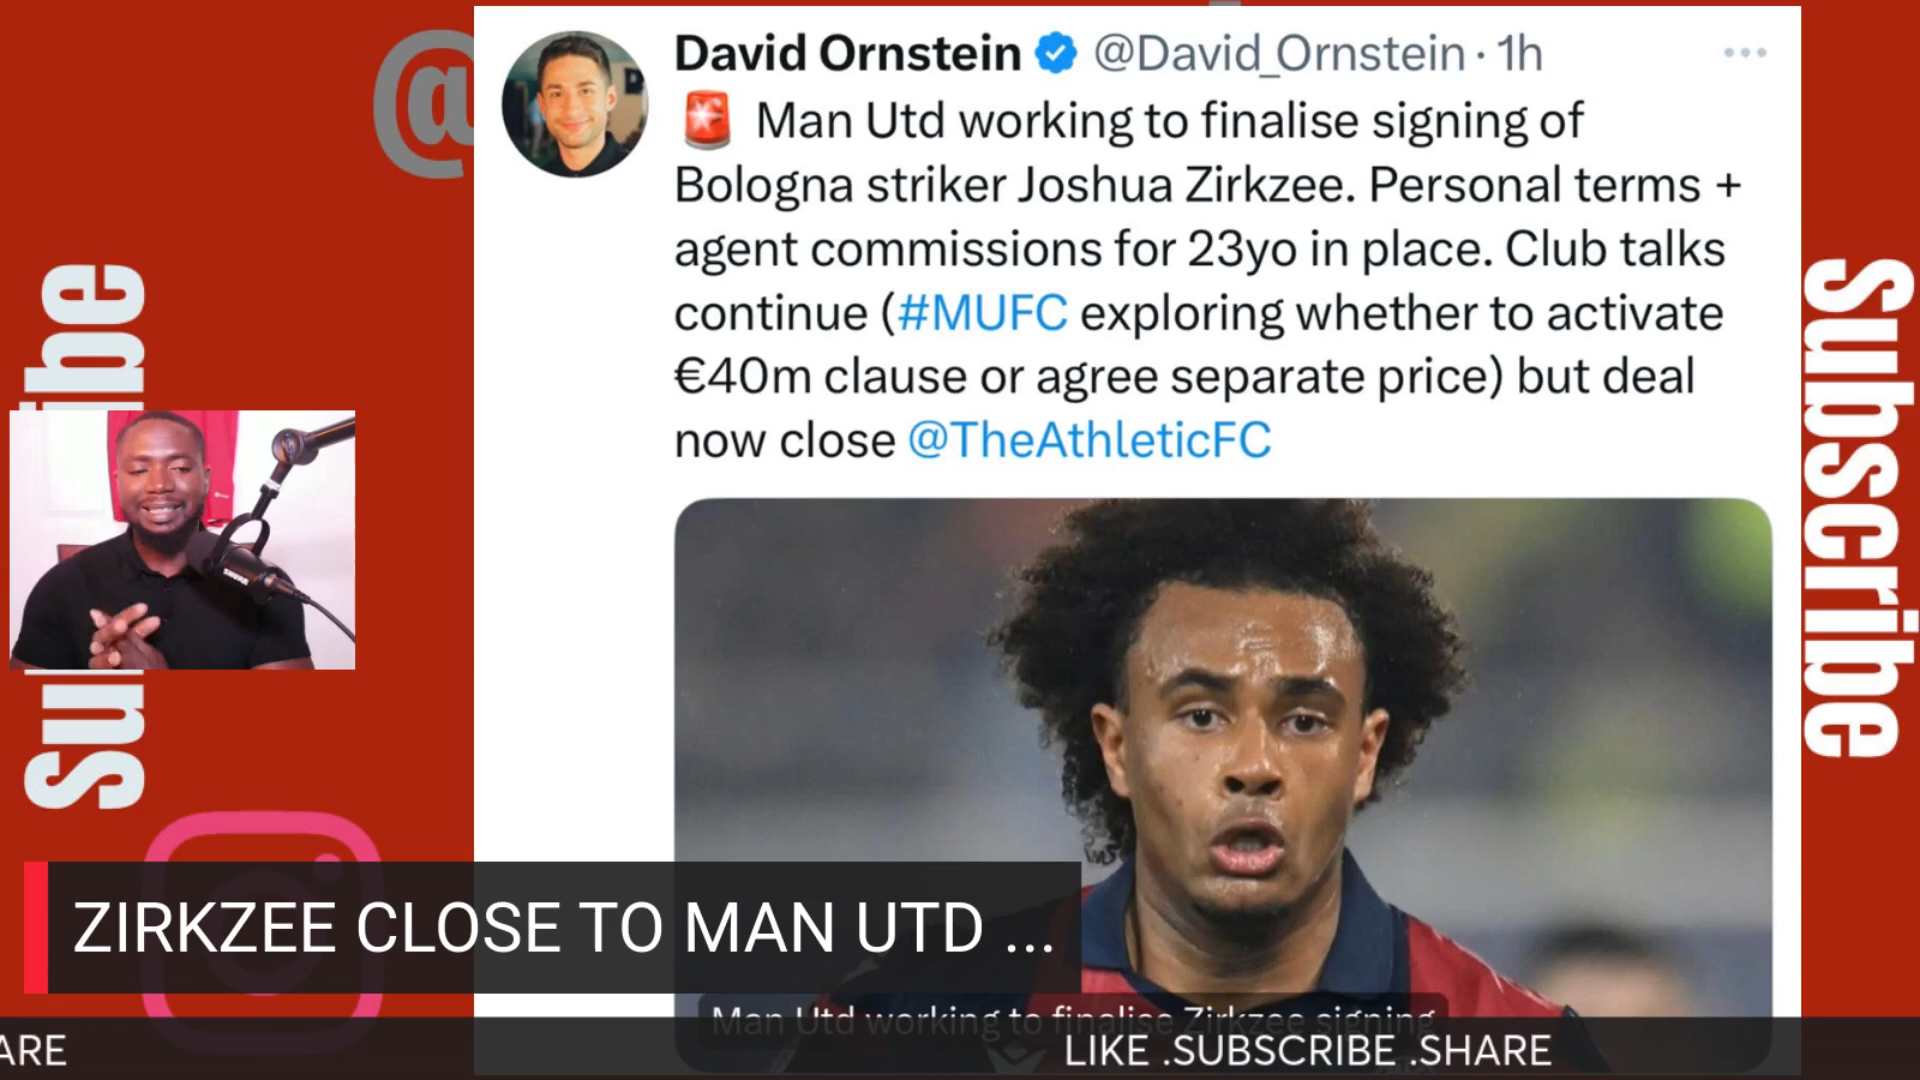 @
David Ornstein @David_Ornstein · 1h
Man Utd working to finalise signing of
Bologna striker Joshua Zirkzee. Personal terms +
agent commissions for 23yo in place. Club talks
continue (#MUFC exploring whether to activate
€40m clause or agree separate price) but deal
now close @TheAthleticFC
Subscribe
SHURE
ZIRKZEE CLOSE TO MAN UTD ...
Man Utd working to finalise Zirkzee signing
ARE
LIKE .SUBSCRIBE .SHARE